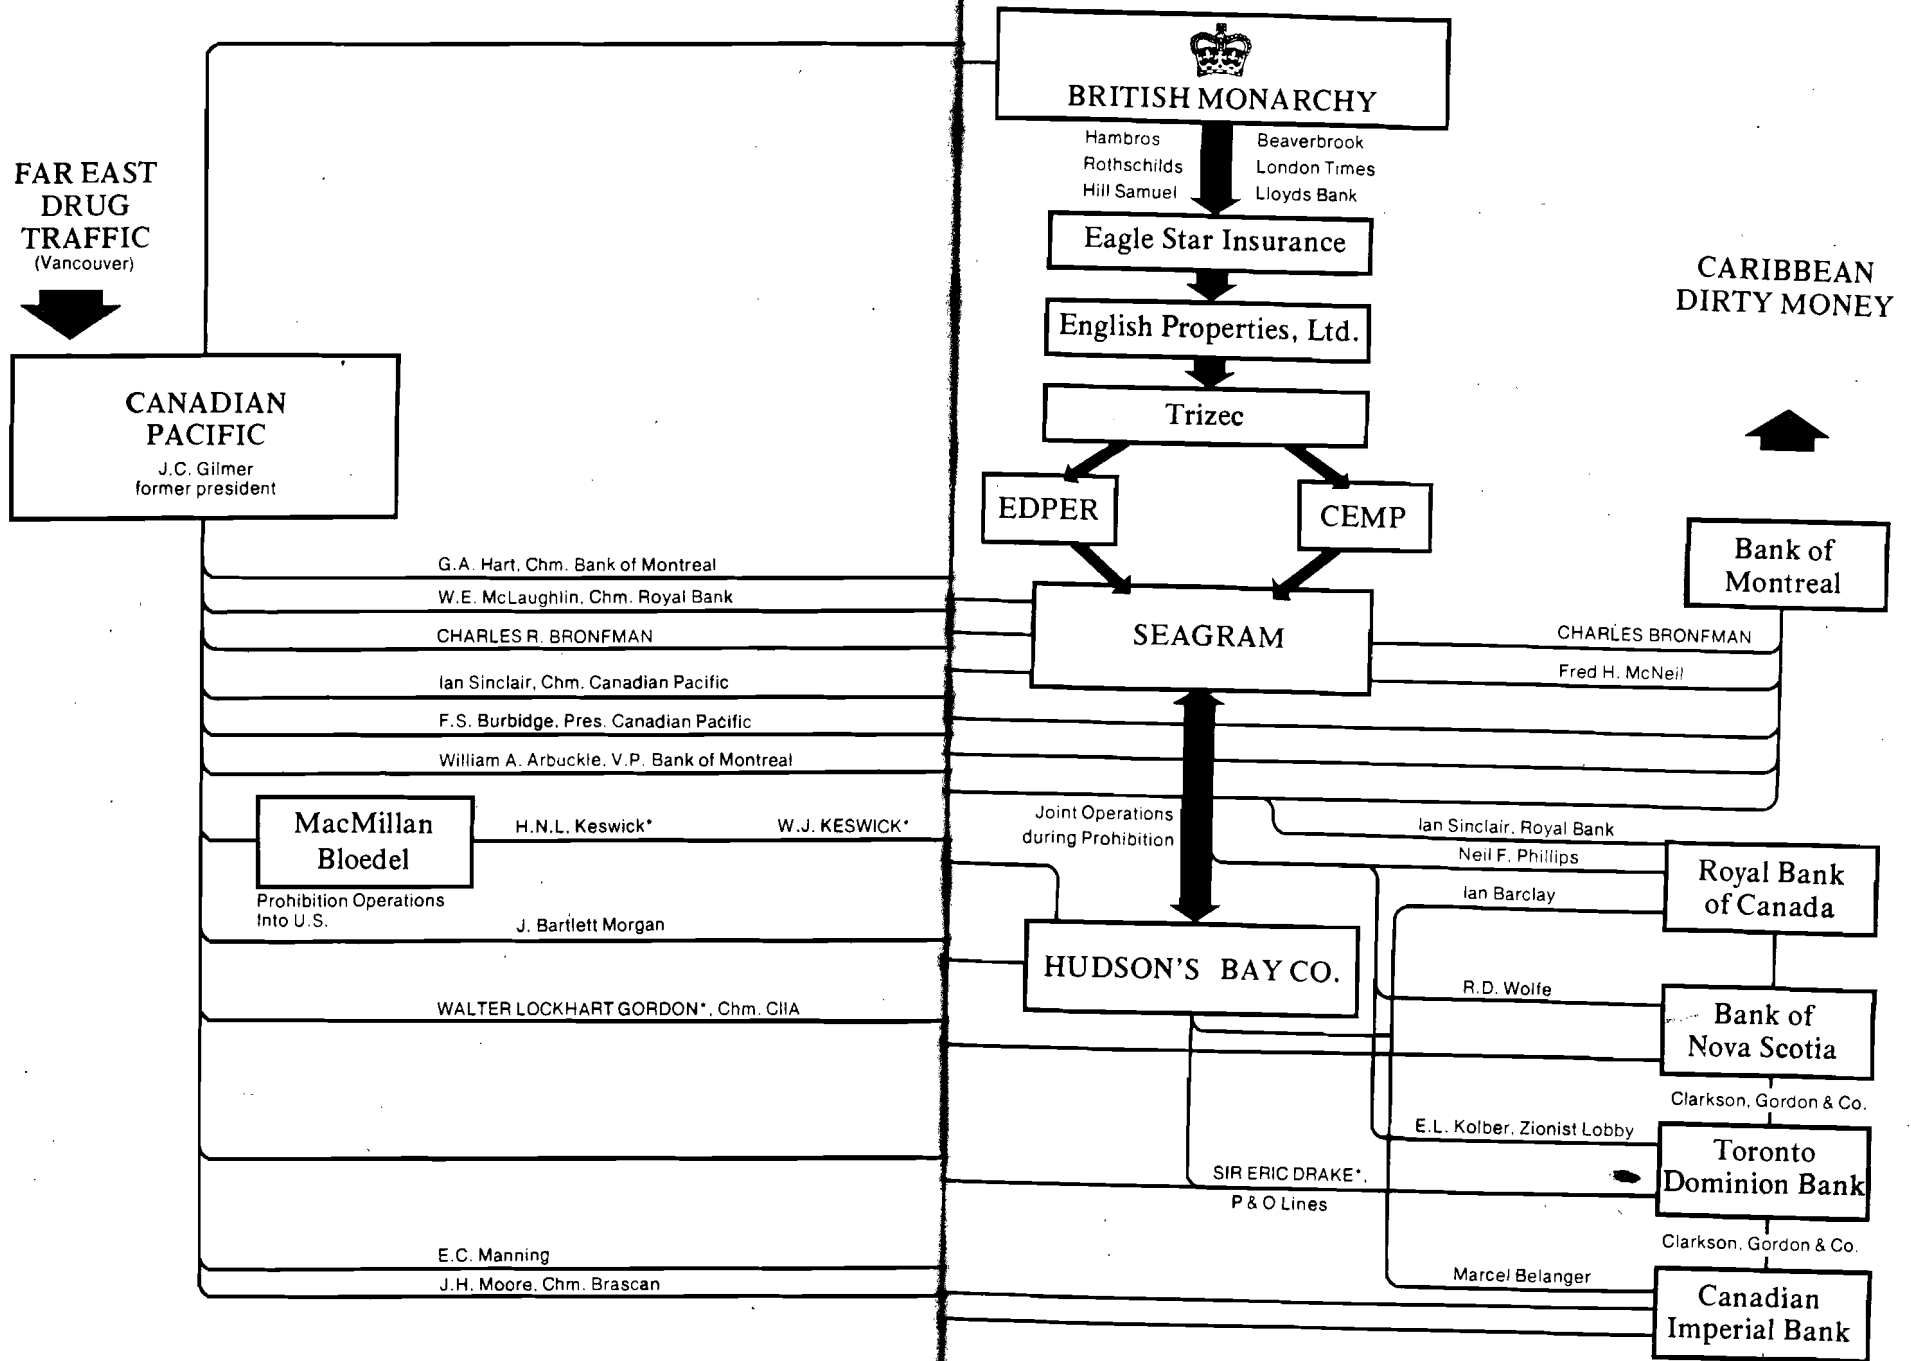 BRITISH MONARCHY
Hambros
Rothschilds
Hill Samuel
Beaverbrook
London Times
Lloyds Bank
Eagle Star Insurance
English Properties, Ltd.
Trizec
EDPER
CEMP
SEAGRAM
Joint Operations
during Prohibition
HUDSON'S BAY CO.
FAR EAST
DRUG
TRAFFIC
(Vancouver)
CANADIAN
PACIFIC
J.C. Gilmer
former president
G.A. Hart, Chm. Bank of Montreal
W.E. McLaughlin, Chm. Royal Bank
CHARLES R. BRONFMAN
Ian Sinclair, Chm. Canadian Pacific
F.S. Burbidge, Pres. Canadian Pacific
William A. Arbuckle, V.P. Bank of Montreal
MacMillan
Bloedel
H.N.L. Keswick*
W.J. KESWICK*
Prohibition Operations
Into U.S.
J. Bartlett Morgan
WALTER LOCKHART GORDON*, Chm. CIIA
E.C. Manning
J.H. Moore, Chm. Brascan
CARIBBEAN
DIRTY MONEY
Bank of
Montreal
CHARLES BRONFMAN
Fred H. McNeil
Ian Sinclair, Royal Bank
Neil F. Phillips
Ian Barclay
Royal Bank
of Canada
R.D. Wolfe
Bank of
Nova Scotia
Clarkson, Gordon & Co.
E.L. Kolber, Zionist Lobby
Toronto
Dominion Bank
SIR ERIC DRAKE*,
P & O Lines
Clarkson, Gordon & Co.
Marcel Belanger
Canadian
Imperial Bank